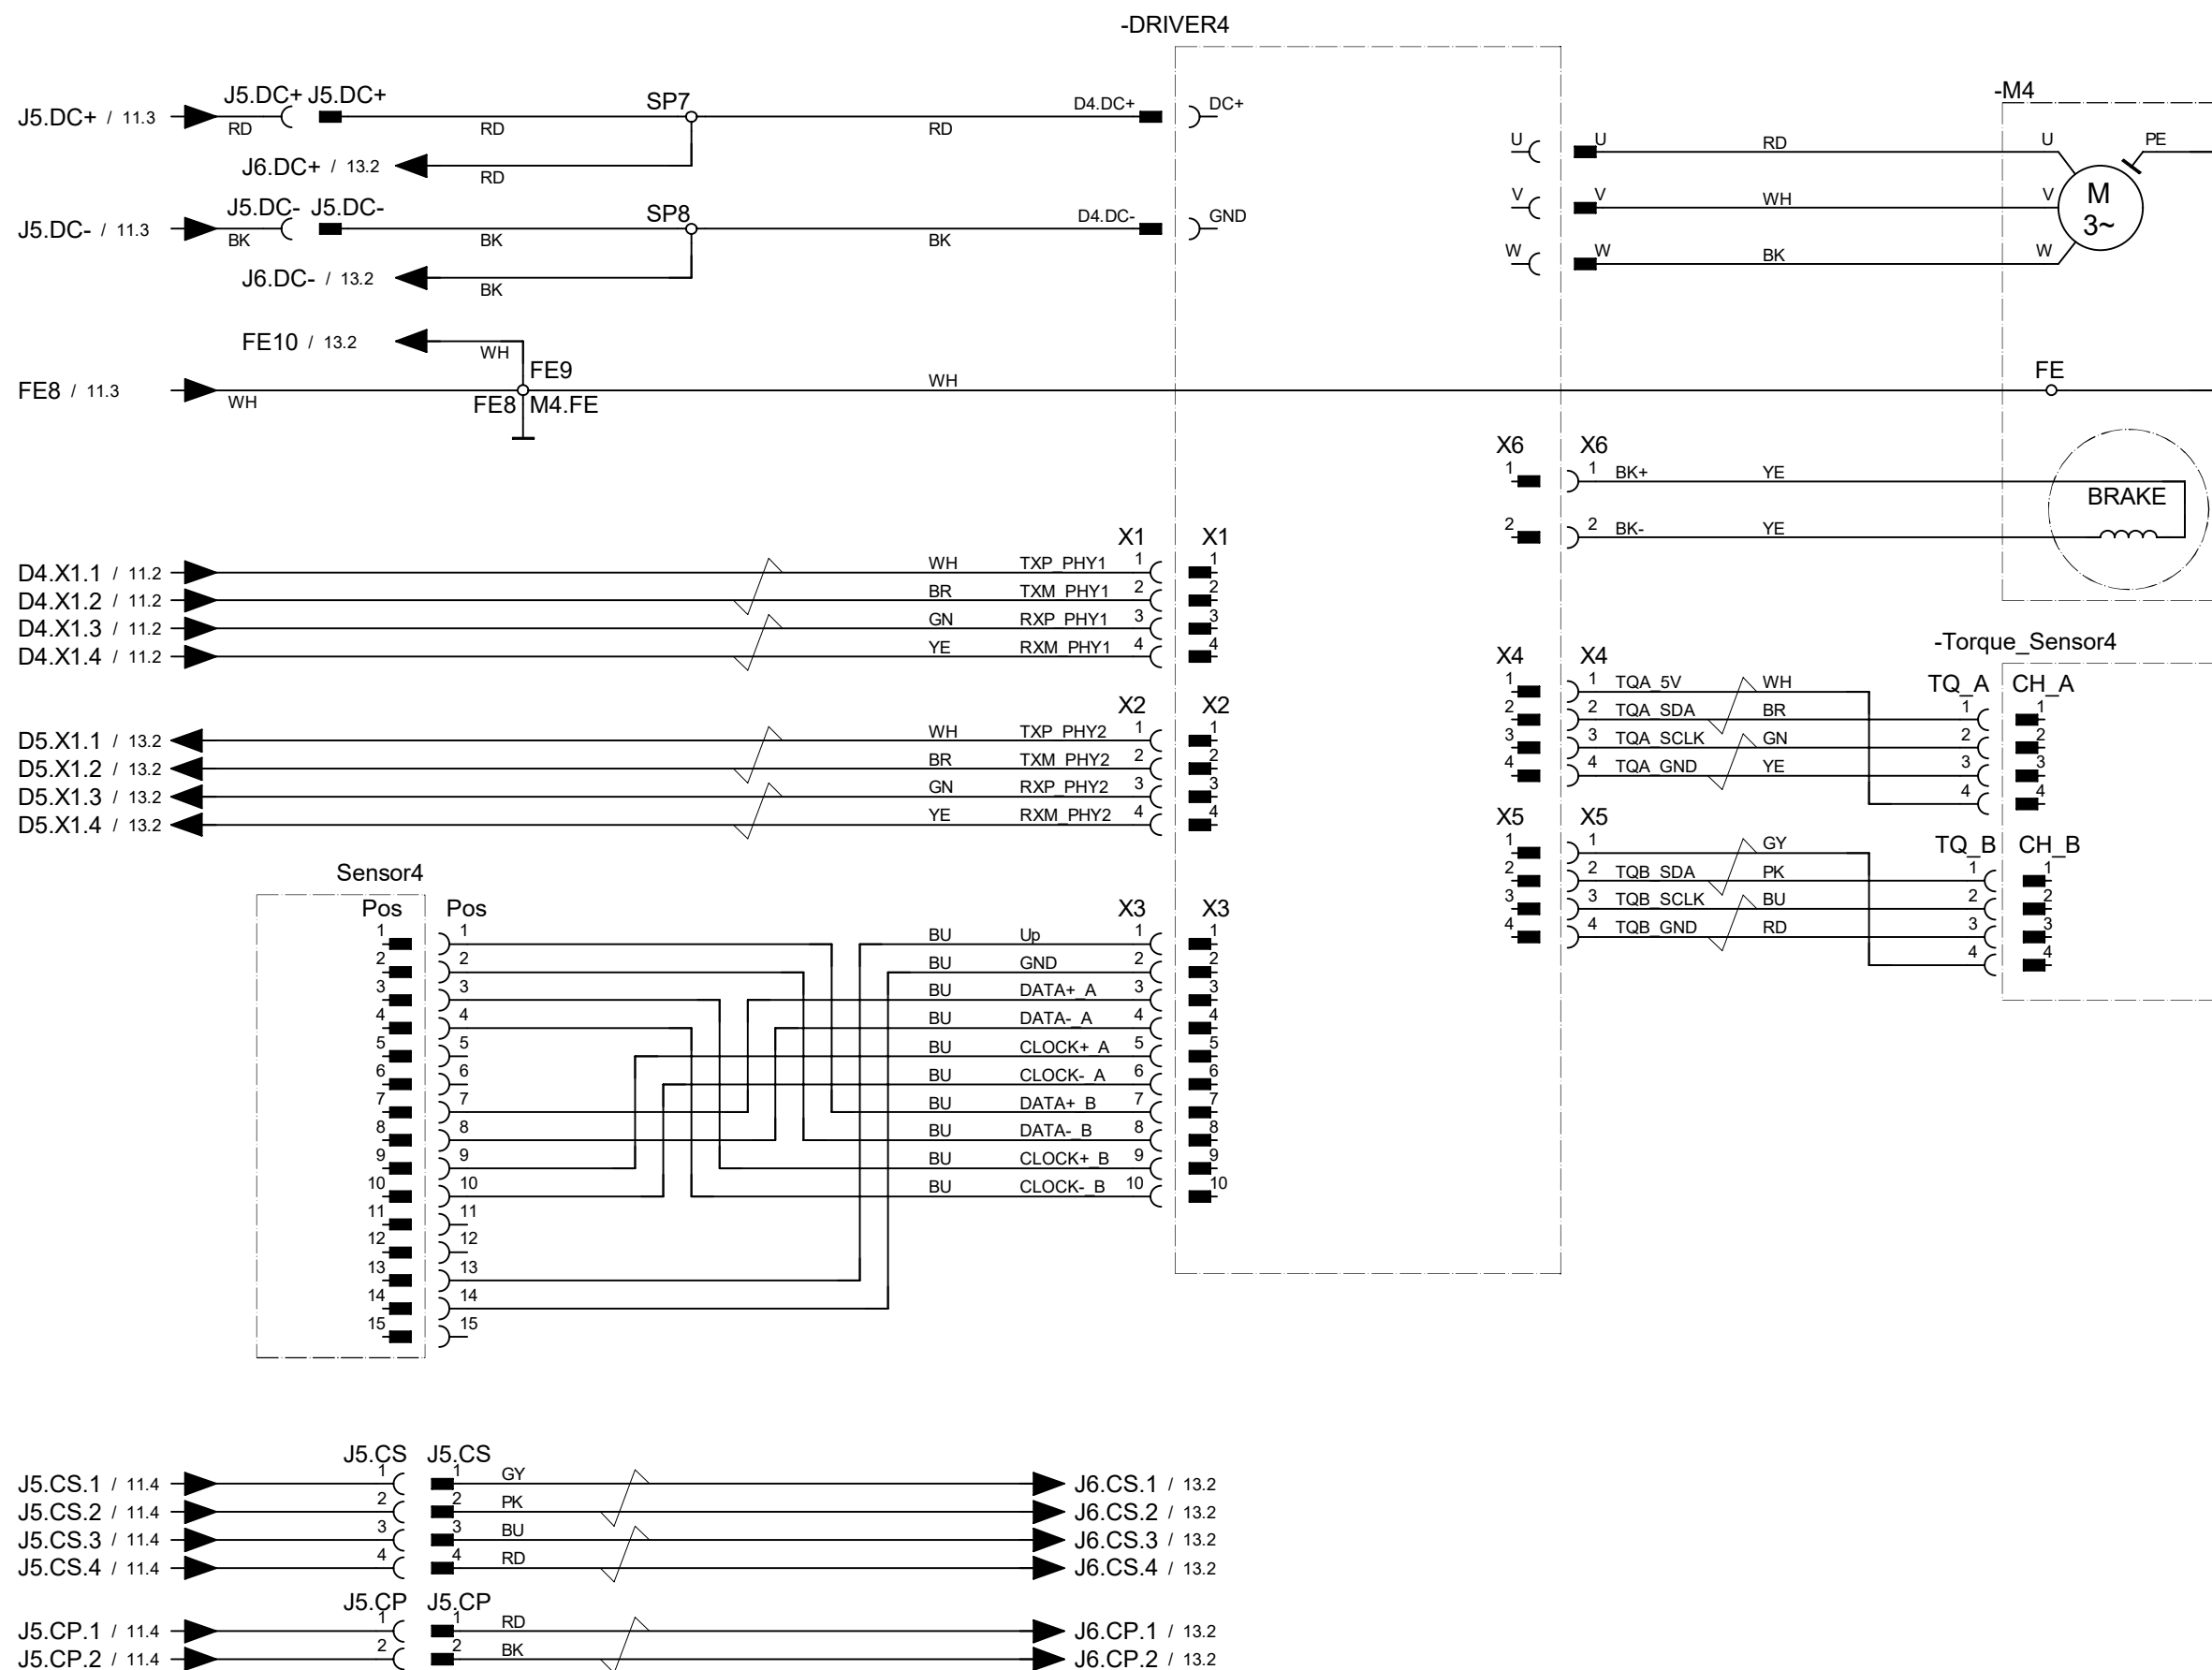 -DRIVER4
-M4
J5.DC+ / 11.3 J5.DC+ J5.DC+ SP7 D4.DC+ DC+
RD RD RD
J6.DC+ / 13.2 RD
J5.DC- / 11.3 J5.DC- J5.DC- SP8 D4.DC- GND
BK BK BK
J6.DC- / 13.2 BK
U U RD U PE
V V WH V M
3~
W W BK W
FE10 / 13.2 WH
FE9
FE8 / 11.3 WH WH FE
FE8 M4.FE
X6 X6
1 1 BK+ YE
BRAKE
2 2 BK- YE
X1 X1
D4.X1.1 / 11.2 WH TXP_PHY1 1 1
D4.X1.2 / 11.2 BR TXM_PHY1 2 2
D4.X1.3 / 11.2 GN RXP_PHY1 3 3
D4.X1.4 / 11.2 YE RXM_PHY1 4 4
-Torque_Sensor4
X4 X4 TQ_A CH_A
1 1 TQA_5V WH
2 2 TQA_SDA BR 1 1
3 3 TQA_SCLK GN 2 2
4 4 TQA_GND YE 3 3
4 4
X2 X2
D5.X1.1 / 13.2 WH TXP_PHY2 1 1
D5.X1.2 / 13.2 BR TXM_PHY2 2 2
D5.X1.3 / 13.2 GN RXP_PHY2 3 3
D5.X1.4 / 13.2 YE RXM_PHY2 4 4
X5 X5 TQ_B CH_B
1 1 GY
2 2 TQB_SDA PK 1 1
3 3 TQB_SCLK BU 2 2
4 4 TQB_GND RD 3 3
4 4
Sensor4
Pos Pos X3 X3
1 1 BU Up 1 1
2 2 BU GND 2 2
3 3 BU DATA+_A 3 3
4 4 BU DATA-_A 4 4
5 5 BU CLOCK+_A 5 5
6 6 BU CLOCK-_A 6 6
7 7 BU DATA+_B 7 7
8 8 BU DATA-_B 8 8
9 9 BU CLOCK+_B 9 9
10 10 BU CLOCK-_B 10 10
11 11
12 12
13 13
14 14
15 15
J5.CS J5.CS
J5.CS.1 / 11.4 1 1 GY J6.CS.1 / 13.2
J5.CS.2 / 11.4 2 2 PK J6.CS.2 / 13.2
J5.CS.3 / 11.4 3 3 BU J6.CS.3 / 13.2
J5.CS.4 / 11.4 4 4 RD J6.CS.4 / 13.2
J5.CP J5.CP
J5.CP.1 / 11.4 1 1 RD J6.CP.1 / 13.2
J5.CP.2 / 11.4 2 2 BK J6.CP.2 / 13.2